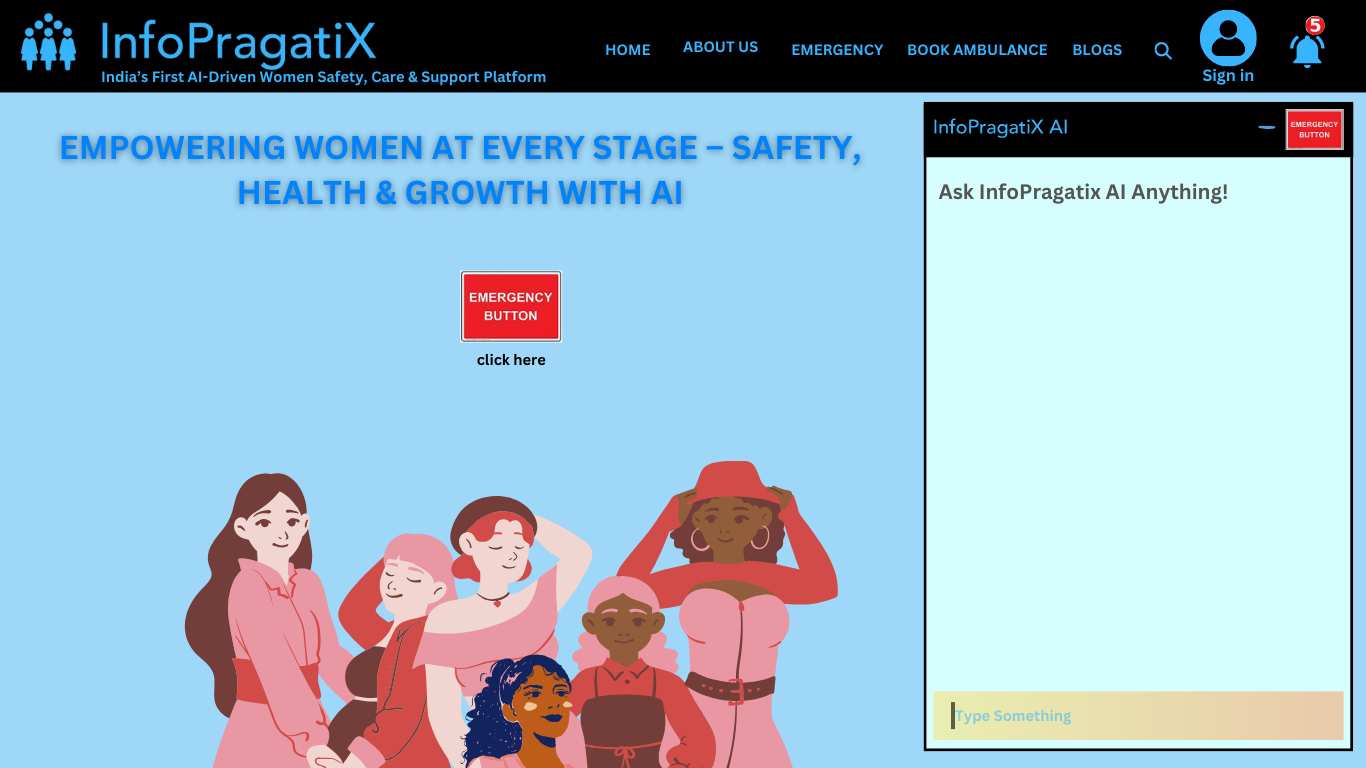 InfoPragatiX
India's First AI-Driven Women Safety, Care & Support Platform
HOME
ABOUT US
EMERGENCY
BOOK AMBULANCE
BLOGS
Sign in
5
EMPOWERING WOMEN AT EVERY STAGE – SAFETY,
HEALTH & GROWTH WITH AI
EMERGENCY
BUTTON
click here
InfoPragatiX AI
EMERGENCY
BUTTON
Ask InfoPragatix AI Anything!
Type Something